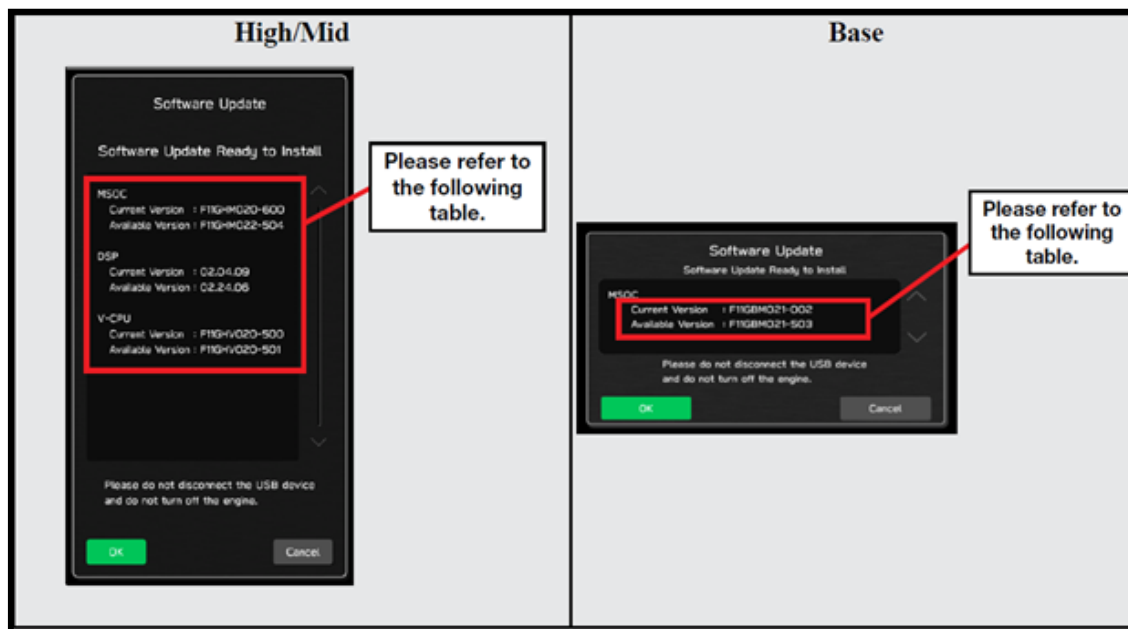 High/Mid
Software Update
Software Update Ready to Install
MSOC
Current Version : F11GHM020-600
Available Version : F11GHM022-504
DSP
Current Version : 02.04.09
Available Version : 02.24.06
V-CPU
Current Version : F11GHV020-500
Available Version : F11GHV020-501
Please do not disconnect the USB device
and do not turn off the engine.
OK
Cancel
Please refer to
the following
table.
Base
Software Update
Software Update Ready to Install
MSOC
Current Version : F11GBM021-002
Available Version : F11GBM021-503
Please do not disconnect the USB device
and do not turn off the engine.
OK
Cancel
Please refer to
the following
table.